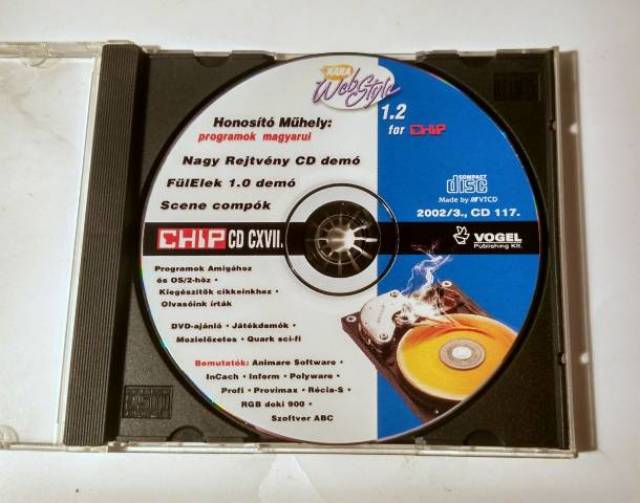 XARA
WebStyle
1.2
for CHIP
Honosító Műhely:
programok magyarul
Nagy Rejtvény CD demó
FülElek 1.0 demó
Scene compók
COMPACT
disc
Made by VTCD
2002/3., CD 117.
CHIP CD CXVII.
VOGEL
Publishing Kft.
Programok Amigához
és OS/2-höz •
Kiegészítők cikkeinkhez •
Olvasóink írták
DVD-ajánló • Játékdemók •
Mozielőzetes • Quark sci-fi
Bemutatók: Animare Software •
InCach • Inform • Polyware •
Profi • Provimax • Récia-S •
RGB doki 900 •
Szoftver ABC